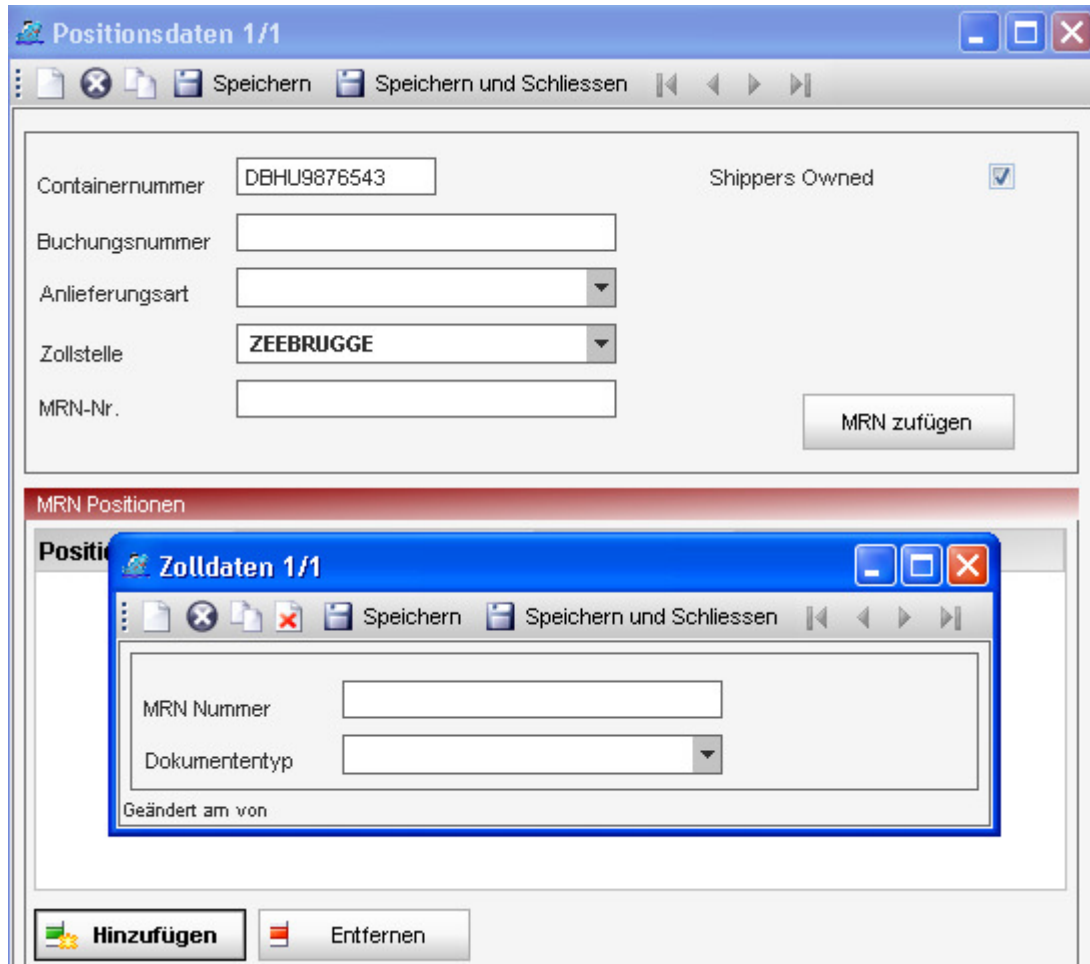 Positionsdaten 1/1
Speichern Speichern und Schliessen
Containernummer DBHU9876543 Shippers Owned
Buchungsnummer
Anlieferungsart
Zollstelle ZEEBRUGGE
MRN-Nr.
MRN zufügen
MRN Positionen
Zolldaten 1/1
Speichern Speichern und Schliessen
MRN Nummer
Dokumententyp
Geändert am von
Hinzufügen Entfernen